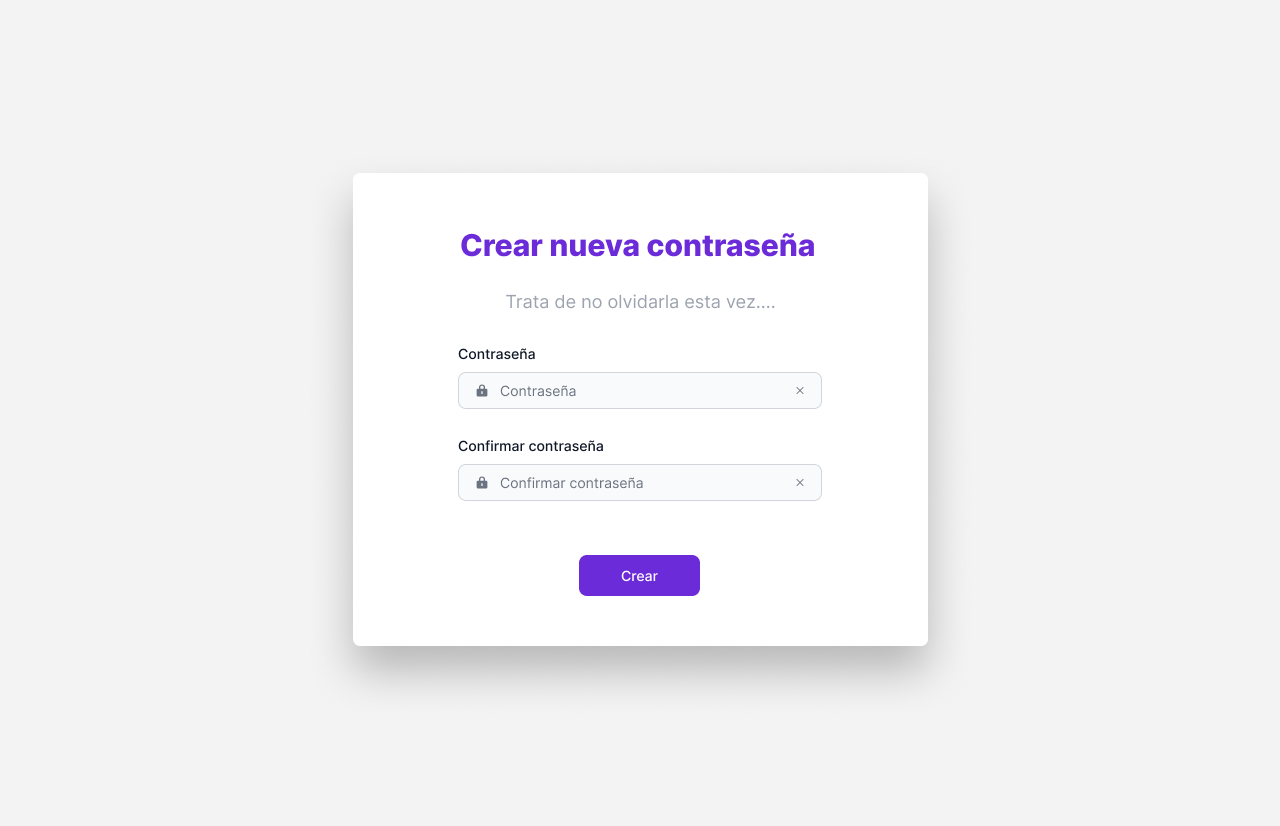 Crear nueva contraseña
Trata de no olvidarla esta vez....
Contraseña
Contraseña
Confirmar contraseña
Confirmar contraseña
Crear